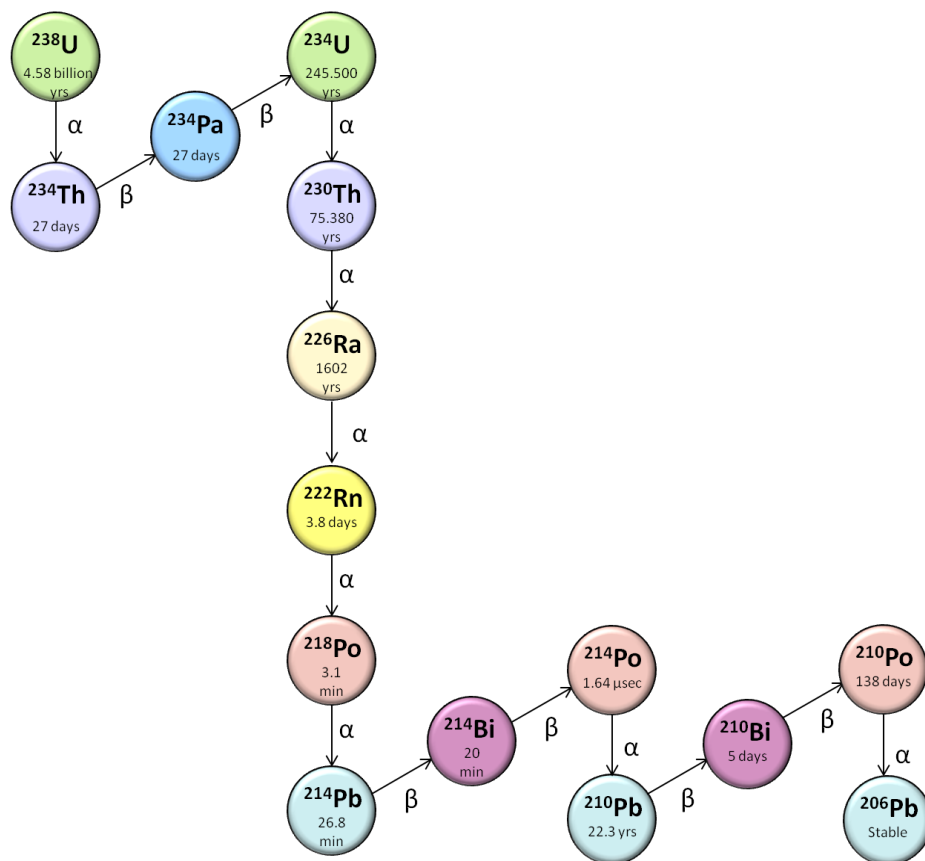 ²³⁸U
4.58 billion
yrs
α
²³⁴Th
27 days
β
²³⁴Pa
27 days
β
²³⁴U
245.500
yrs
α
²³⁰Th
75.380
yrs
α
²²⁶Ra
1602
yrs
α
²²²Rn
3.8 days
α
²¹⁸Po
3.1
min
α
²¹⁴Pb
26.8
min
β
²¹⁴Bi
20
min
β
²¹⁴Po
1.64 µsec
α
²¹⁰Pb
22.3 yrs
β
²¹⁰Bi
5 days
β
²¹⁰Po
138 days
α
²⁰⁶Pb
Stable